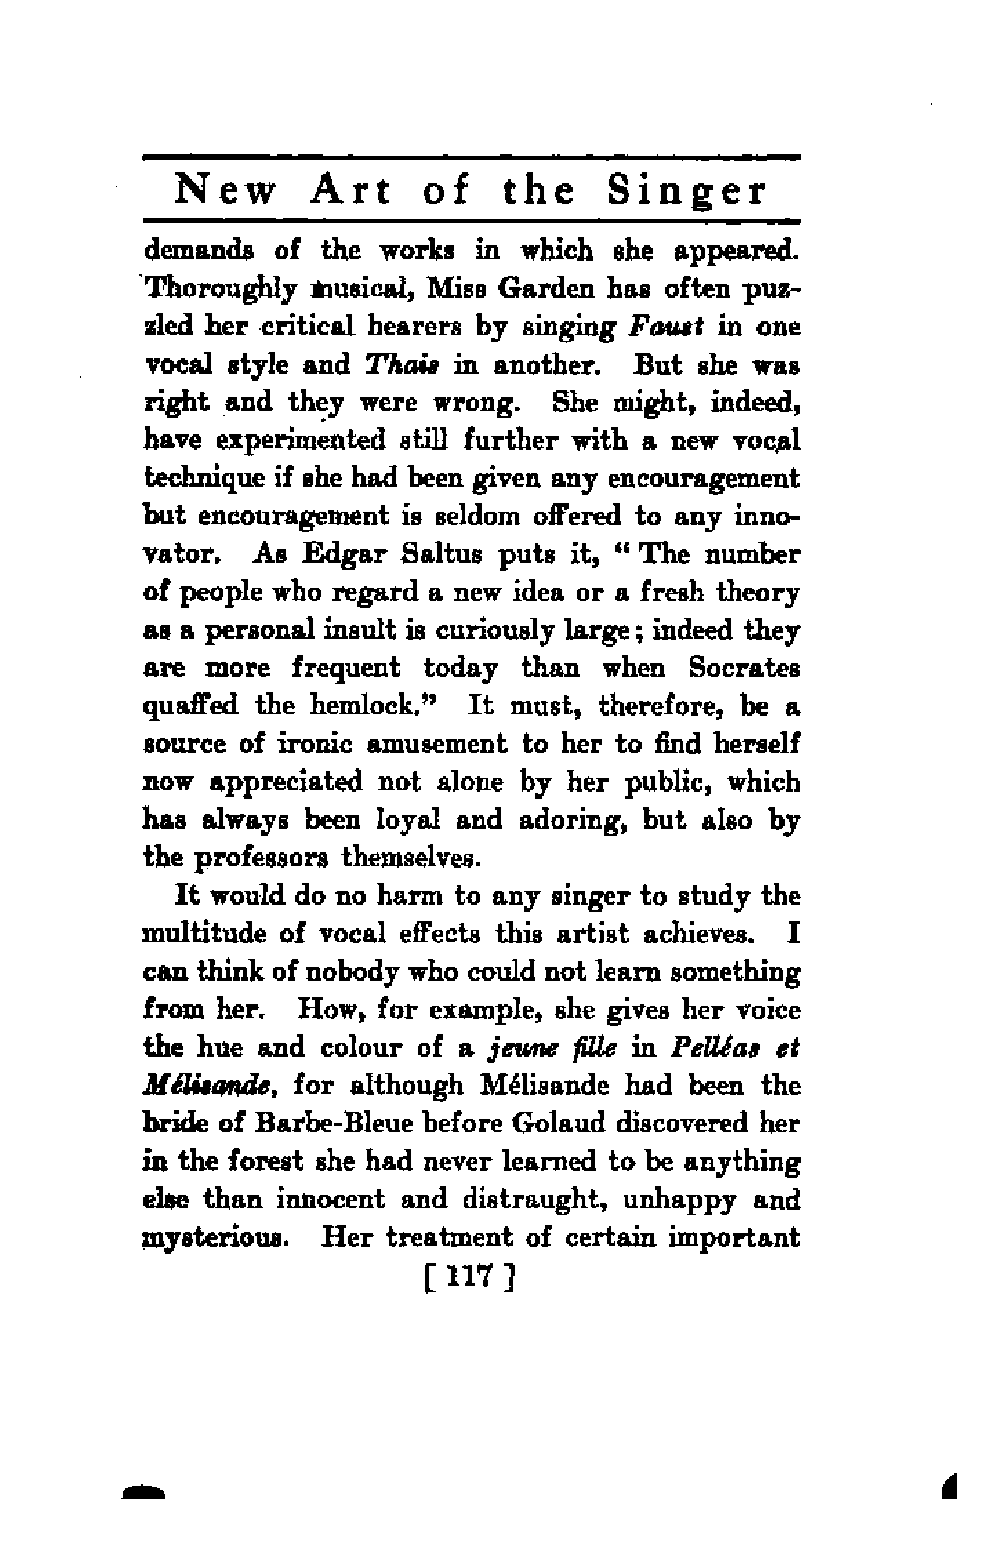 New Art of the Singer
demands of the works in which she appeared.
Thoroughly musical, Miss Garden has often puz-
zled her critical hearers by singing Faust in one
vocal style and Thais in another. But she was
right and they were wrong. She might, indeed,
have experimented still further with a new vocal
technique if she had been given any encouragement
but encouragement is seldom offered to any inno-
vator. As Edgar Saltus puts it, “ The number
of people who regard a new idea or a fresh theory
as a personal insult is curiously large; indeed they
are more frequent today than when Socrates
quaffed the hemlock.” It must, therefore, be a
source of ironic amusement to her to find herself
now appreciated not alone by her public, which
has always been loyal and adoring, but also by
the professors themselves.
It would do no harm to any singer to study the
multitude of vocal effects this artist achieves. I
can think of nobody who could not learn something
from her. How, for example, she gives her voice
the hue and colour of a jeune fille in Pelléas et
Mélisande, for although Mélisande had been the
bride of Barbe-Bleue before Golaud discovered her
in the forest she had never learned to be anything
else than innocent and distraught, unhappy and
mysterious. Her treatment of certain important
[ 117 ]